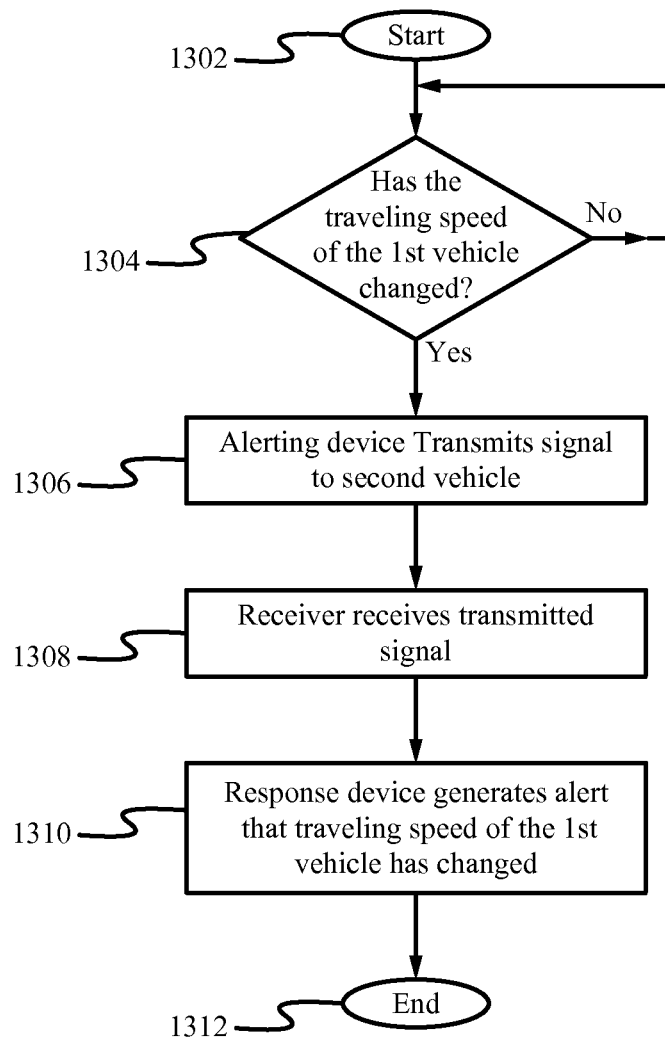 Start
1302
Has the
traveling speed
of the 1st vehicle
changed?
No
1304
Yes
Alerting device Transmits signal
to second vehicle
1306
Receiver receives transmitted
signal
1308
Response device generates alert
that traveling speed of the 1st
vehicle has changed
1310
End
1312